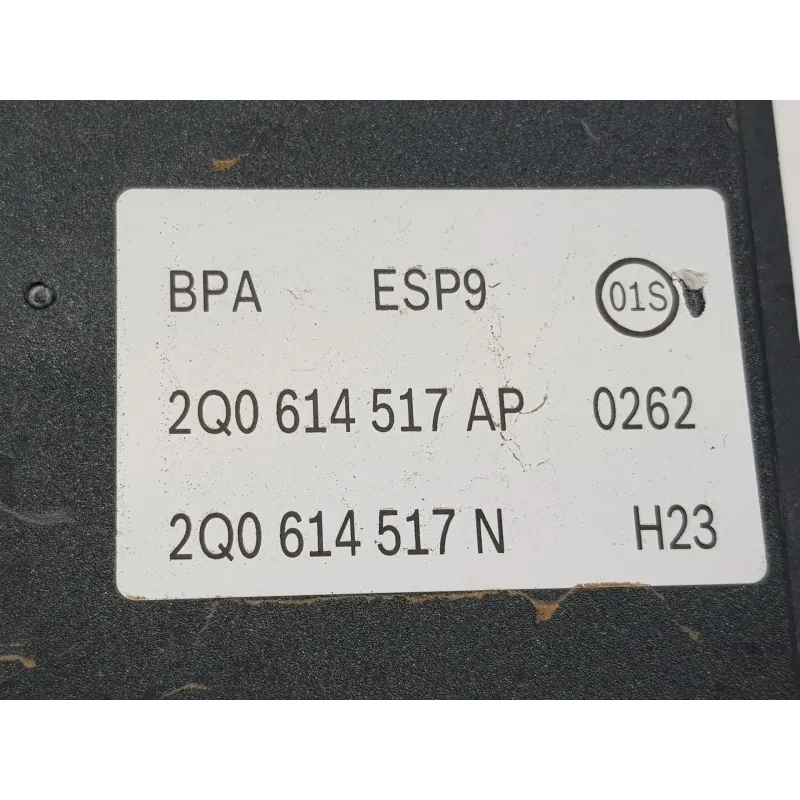 BPA ESP9 01S
2Q0 614 517 AP 0262
2Q0 614 517 N H23